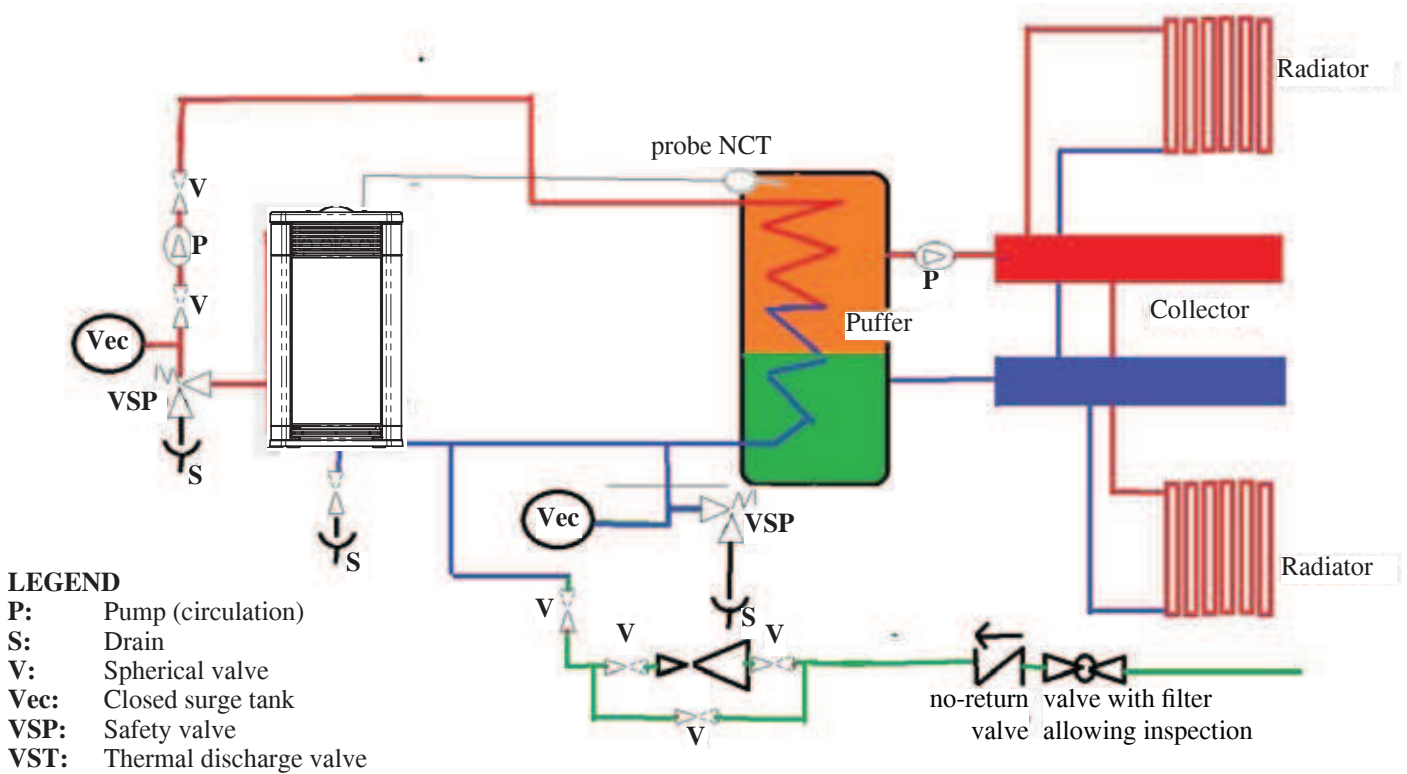 Radiator
probe NCT
V
P
V
Vec
VSP
S
P
Puffer
Collector
S
Vec
VSP
S
V
V
V
V
Radiator
no-return valve with filter
valve allowing inspection
LEGEND
P: Pump (circulation)
S: Drain
V: Spherical valve
Vec: Closed surge tank
VSP: Safety valve
VST: Thermal discharge valve